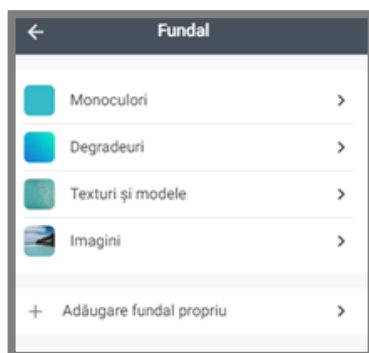 Fundal
Monoculori
Degradeuri
Texturi și modele
Imagini
Adăugare fundal propriu